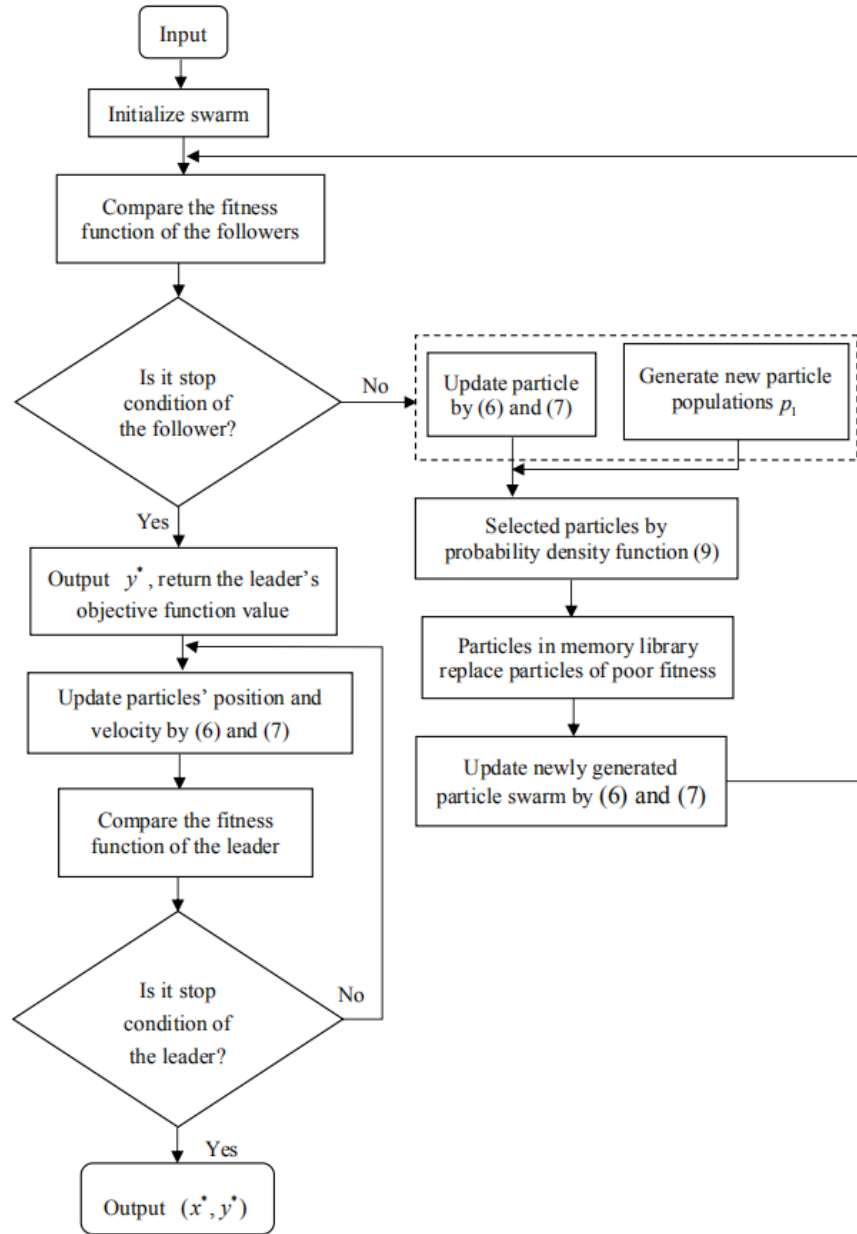 Input
Initialize swarm
Compare the fitness
function of the followers
Is it stop
condition of
the follower?
No
Update particle
by (6) and (7)
Generate new particle
populations p₁
Selected particles by
probability density function (9)
Particles in memory library
replace particles of poor fitness
Update newly generated
particle swarm by (6) and (7)
Yes
Output y*, return the leader's
objective function value
Update particles' position and
velocity by (6) and (7)
Compare the fitness
function of the leader
Is it stop
condition of
the leader?
No
Yes
Output (x*, y*)